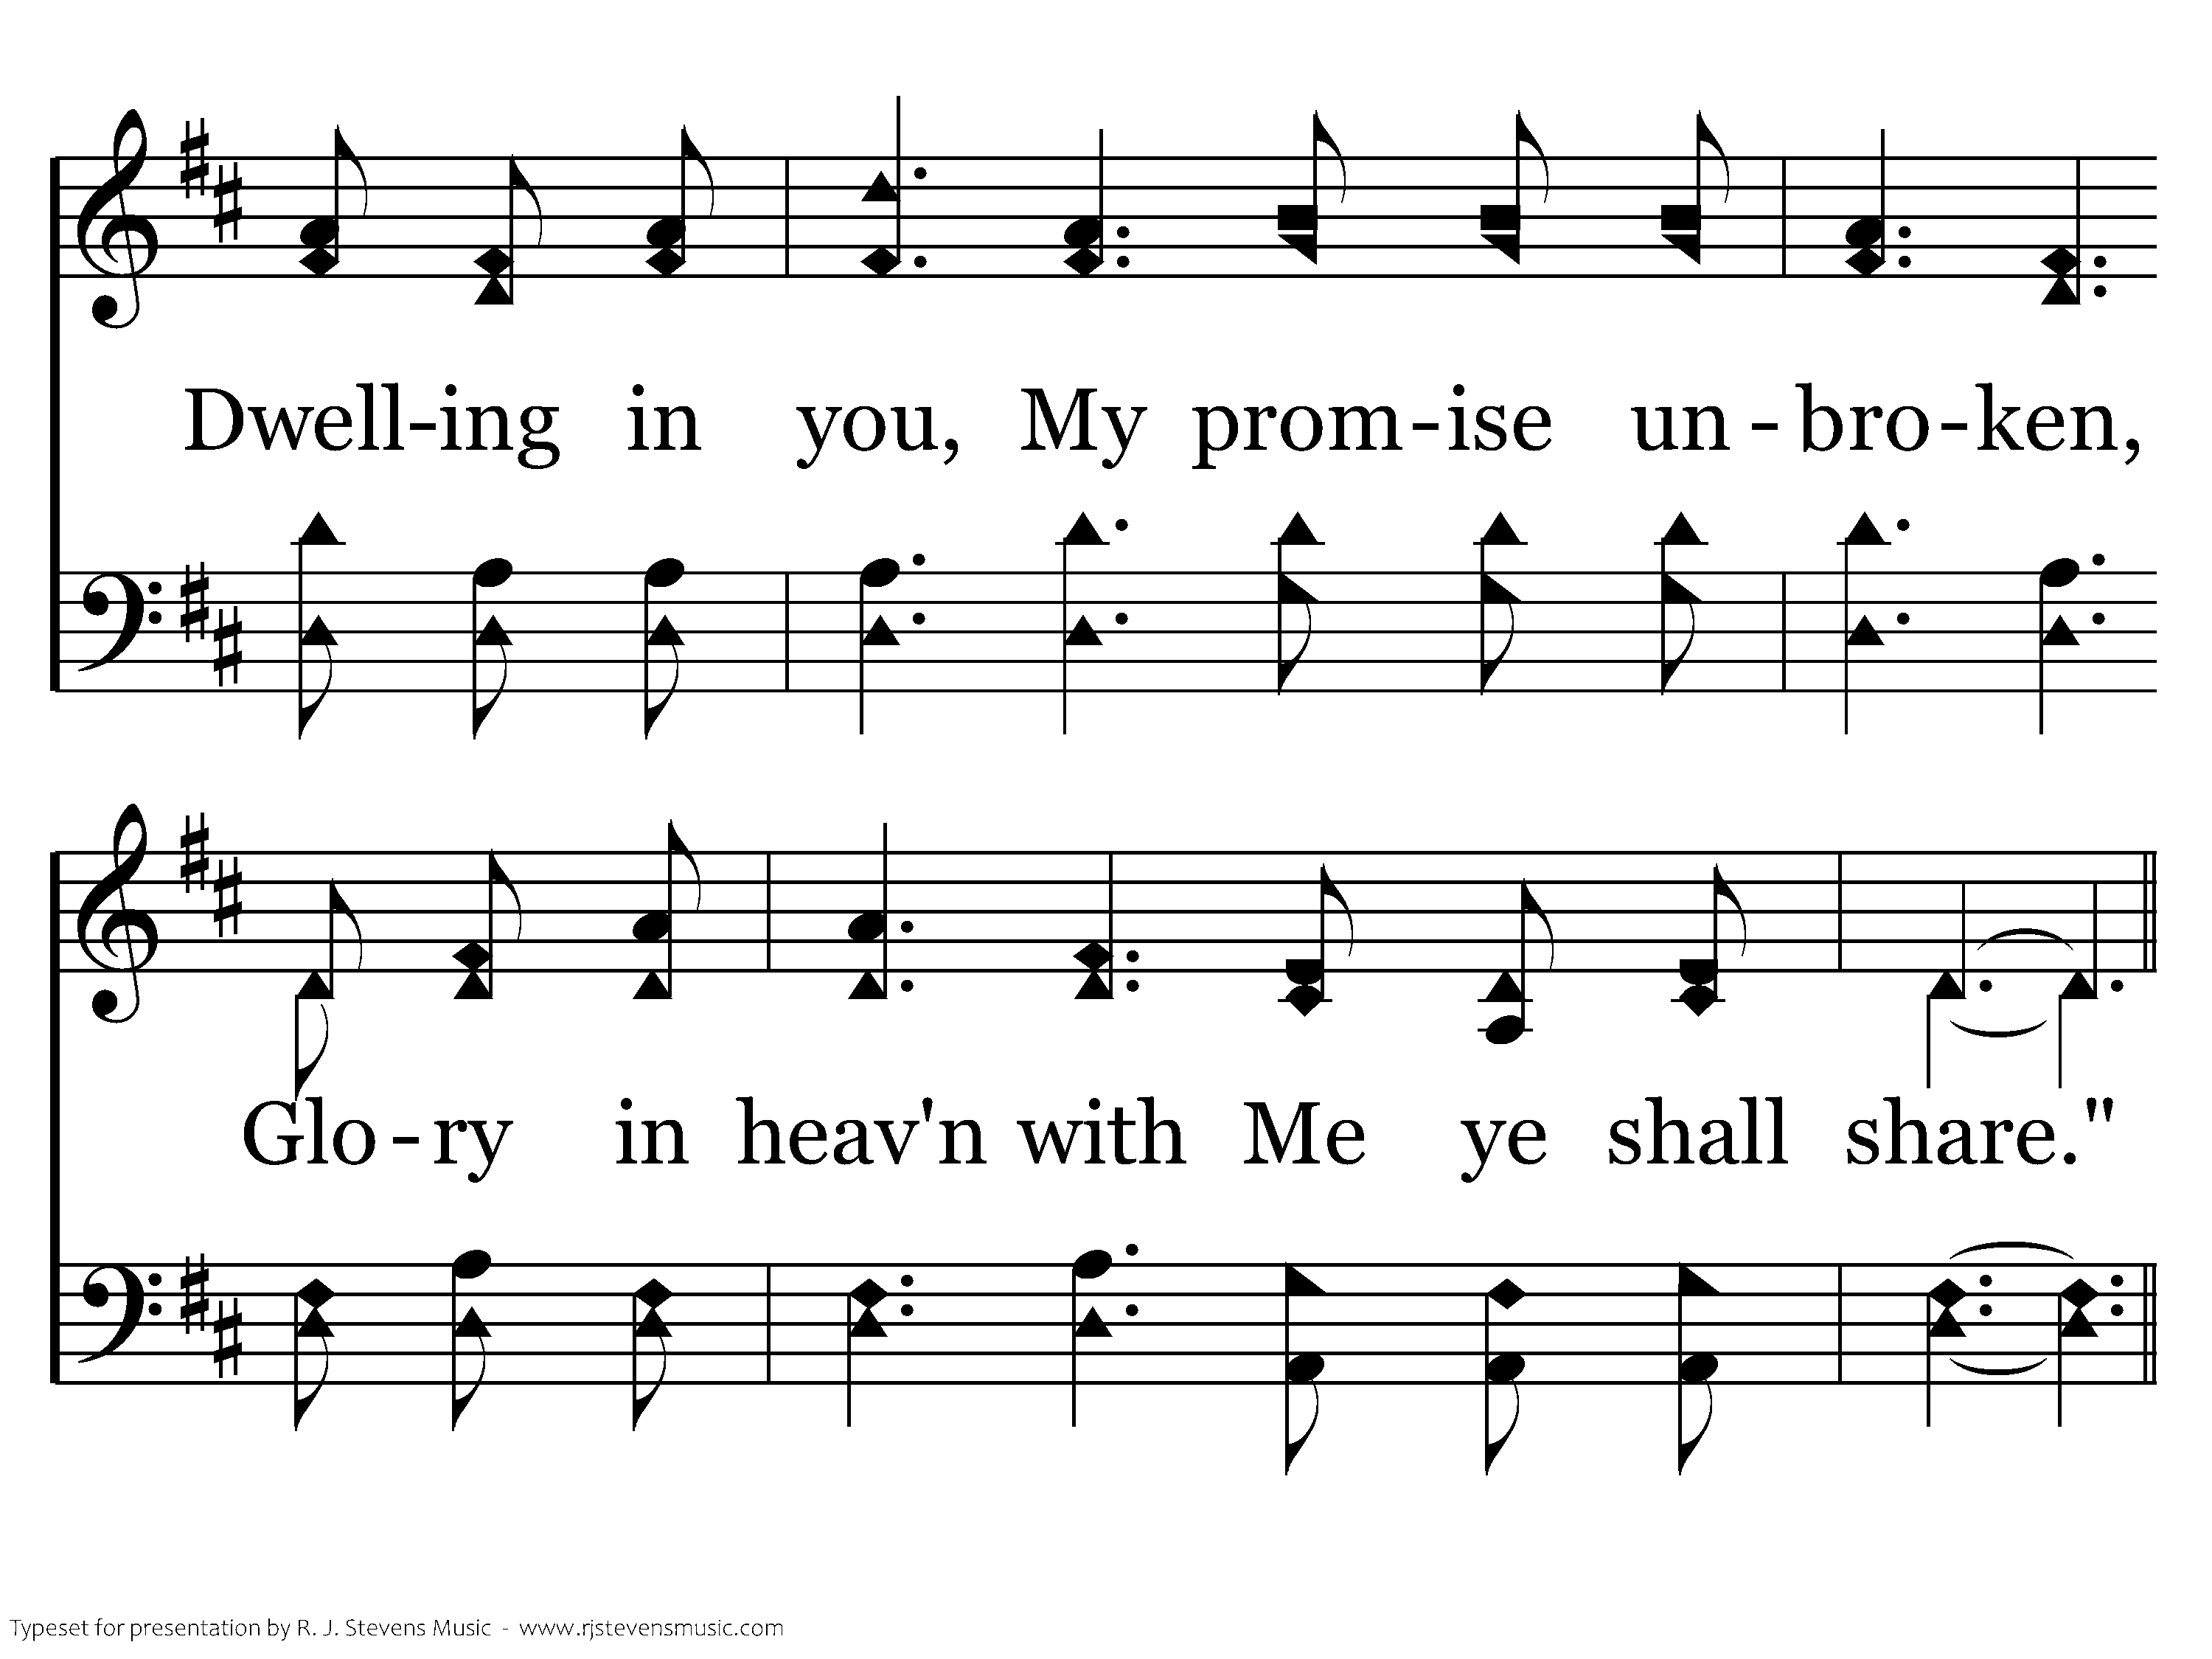 Dwell-ing in you, My prom-ise un-bro-ken,
Glo-ry in heav'n with Me ye shall share."
Typeset for presentation by R. J. Stevens Music - www.rjstevensmusic.com